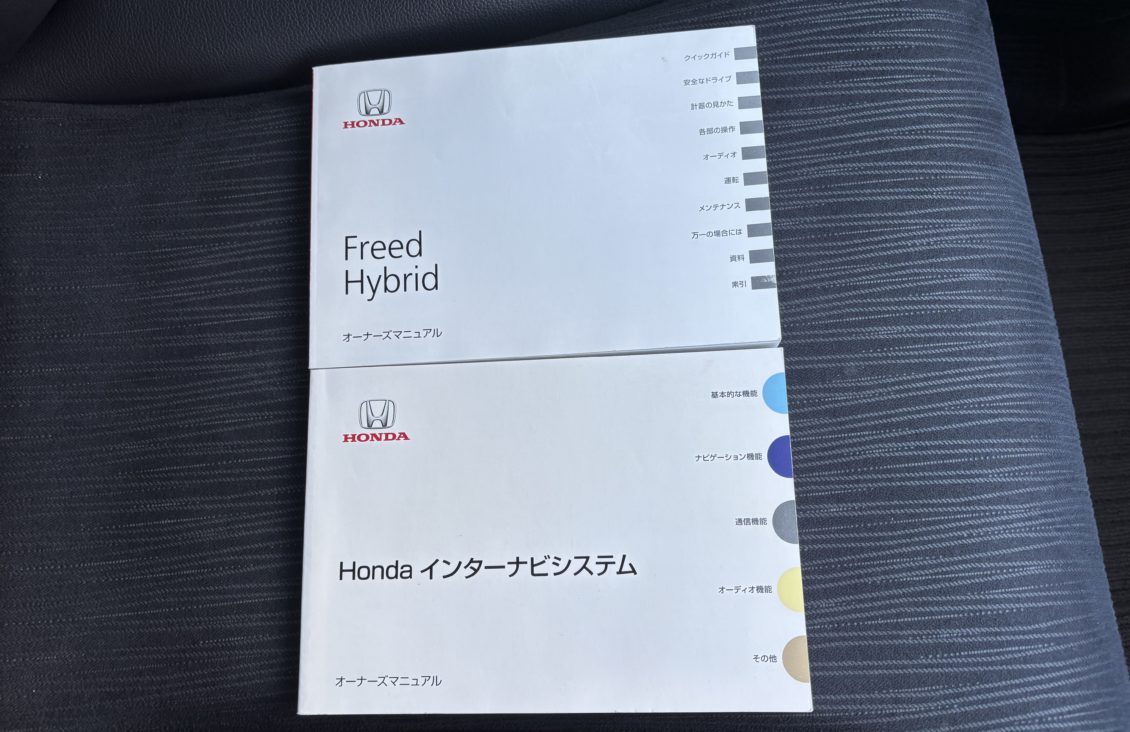 HONDA
クイックガイド
安全なドライブ
計器の見かた
各部の操作
オーディオ
運転
メンテナンス
万一の場合には
資料
索引
Freed
Hybrid
オーナーズマニュアル
HONDA
基本的な機能
ナビゲーション機能
通信機能
オーディオ機能
その他
Honda インターナビシステム
オーナーズマニュアル